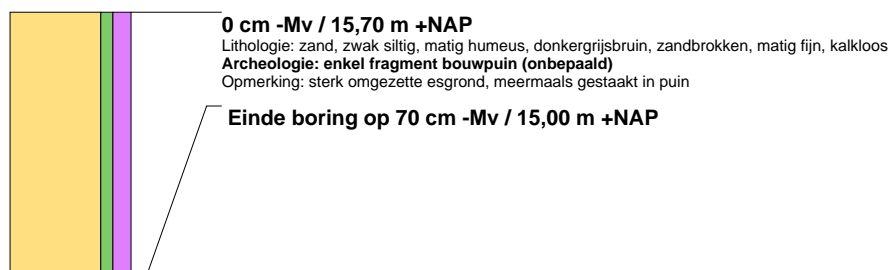 0 cm -Mv / 15,70 m +NAP
Lithologie: zand, zwak siltig, matig humeus, donkergrijsbruin, zandbrokken, matig fijn, kalkloos
Archeologie: enkel fragment bouwpuin (onbepaald)
Opmerking: sterk omgezette esgrond, meermaals gestaakt in puin
Einde boring op 70 cm -Mv / 15,00 m +NAP